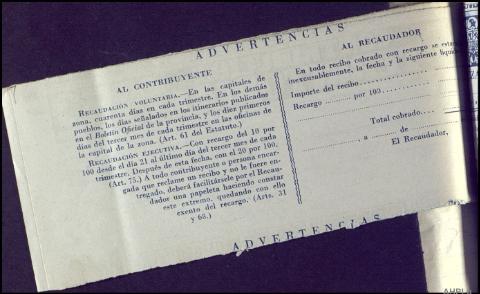 ADVERTENCIAS
AL CONTRIBUYENTE
RECAUDACIÓN VOLUNTARIA.—En las capitales de
zona, cuarenta días en cada trimestre. En los demás
pueblos, los días señalados en los itinerarios publicados
en el Boletín Oficial de la provincia, y los diez primeros
días del tercer mes de cada trimestre en las oficinas de
la capital de la zona. (Art. 61 del Estatuto.)
RECAUDACIÓN EJECUTIVA.—Con recargo del 10 por
100 desde el día 21 al último día del tercer mes de cada
trimestre. Después de esta fecha, con el 20 por 100.
(Art. 75.) A todo contribuyente o persona encar-
gada que reclame un recibo y no le fuere en-
tregado, deberá facilitársele por el Recau-
dador una papeleta haciendo constar
este extremo, quedando con ello
exento del recargo. (Arts. 31
y 68.)
AL RECAUDADOR
En todo recibo cobrado con recargo se
inexcusablemente, la fecha y la siguiente
Importe del recibo
Recargo por 100
Total cobrado
, a de
El Recaudador,
ADVERTENCIAS